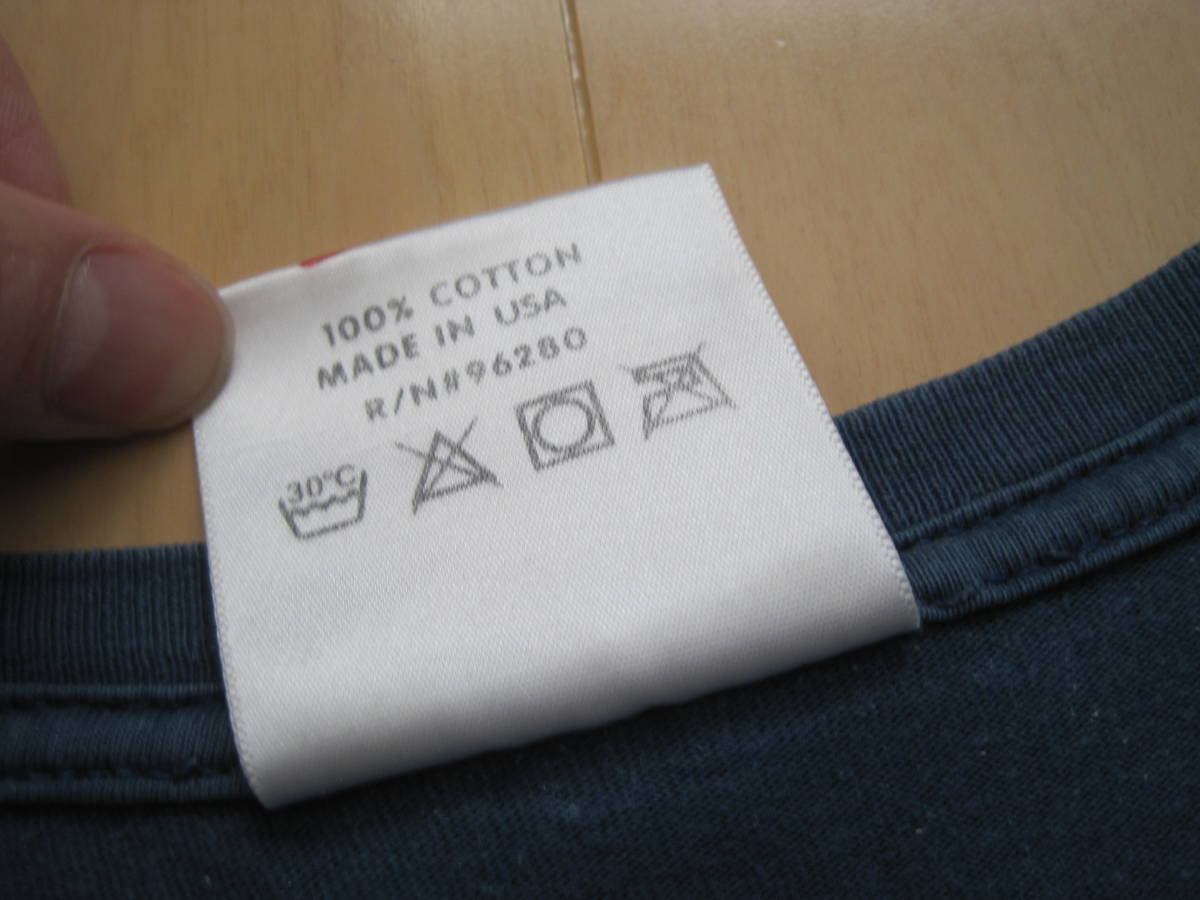 100% COTTON
MADE IN USA
R/N#96280
30°C